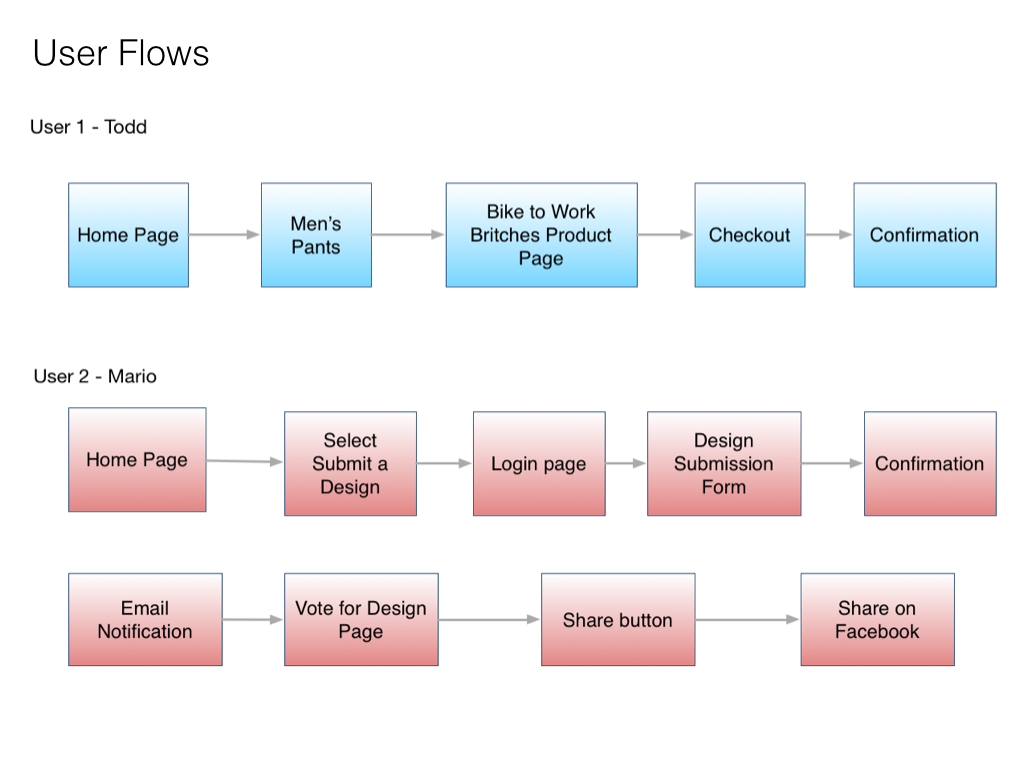 User Flows
User 1 - Todd
Home Page
Men’s
Pants
Bike to Work
Britches Product
Page
Checkout
Confirmation
User 2 - Mario
Home Page
Select
Submit a
Design
Login page
Design
Submission
Form
Confirmation
Email
Notification
Vote for Design
Page
Share button
Share on
Facebook